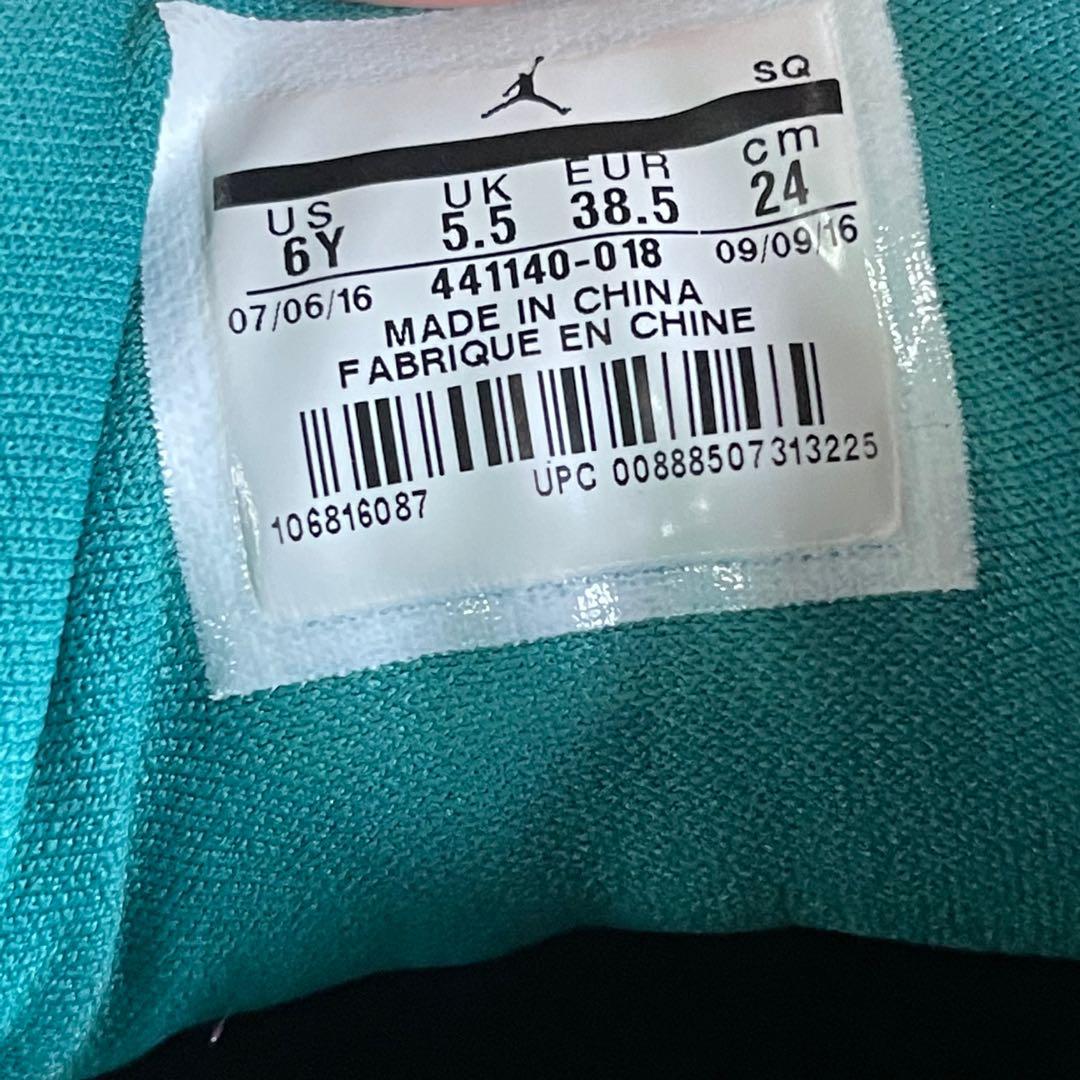 SQ
US UK EUR cm
6Y 5.5 38.5 24
07/06/16 441140-018 09/09/16
MADE IN CHINA
FABRIQUE EN CHINE
106816087 UPC 00888507313225